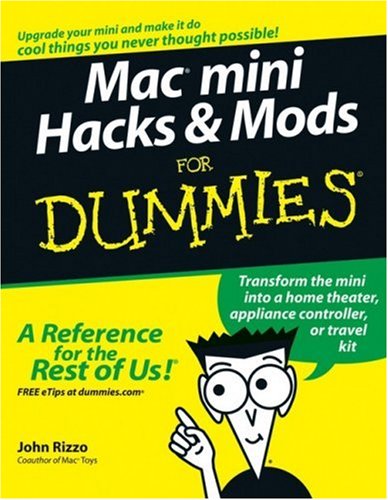 Upgrade your mini and make it do
cool things you never thought possible!
Mac® mini
Hacks & Mods
FOR
DUMMIES®
Transform the mini
into a home theater,
appliance controller,
or travel
kit
A Reference
for the
Rest of Us!®
FREE eTips at dummies.com®
John Rizzo
Coauthor of Mac® Toys